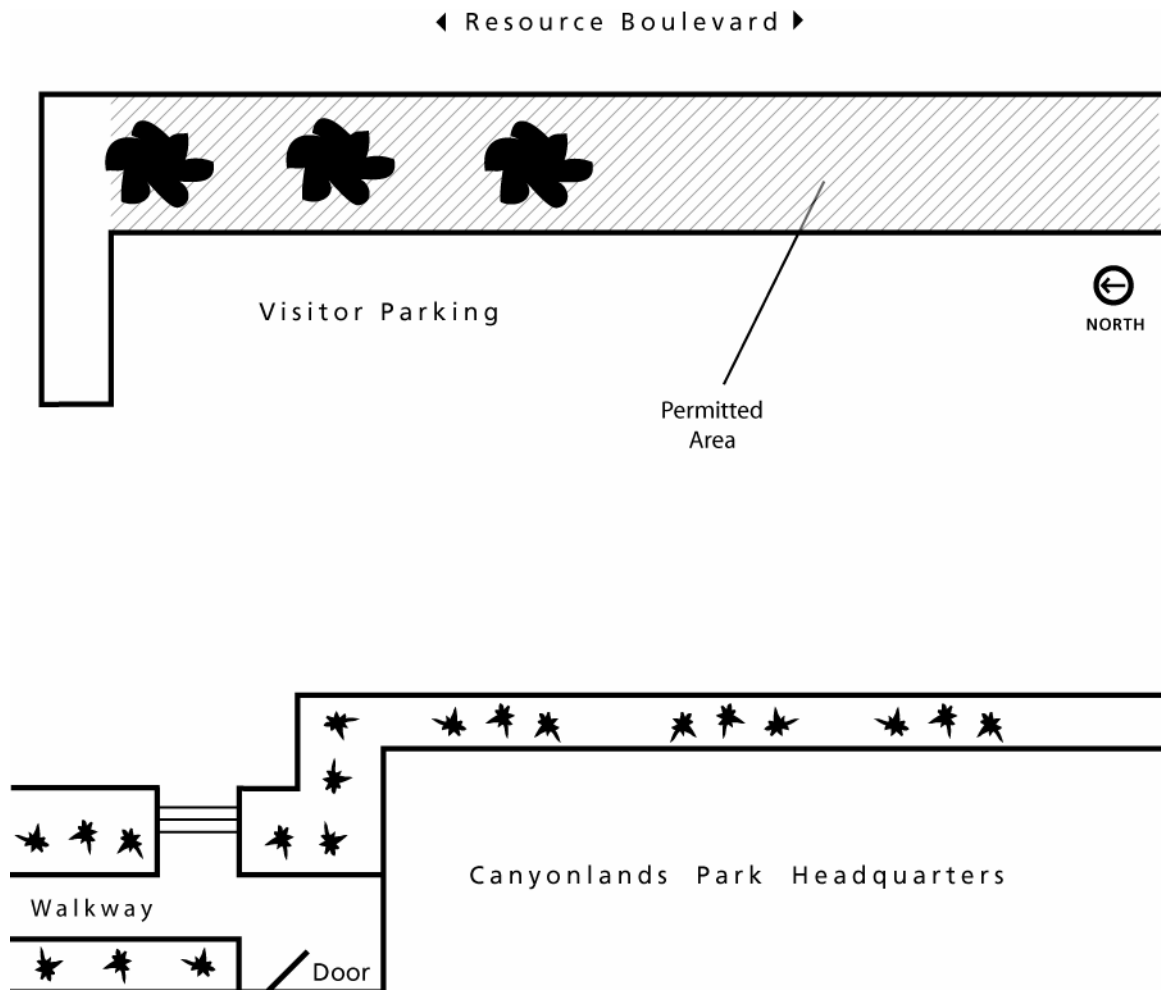 Resource Boulevard
Visitor Parking
NORTH
Permitted
Area
Canyonlands Park Headquarters
Walkway
Door